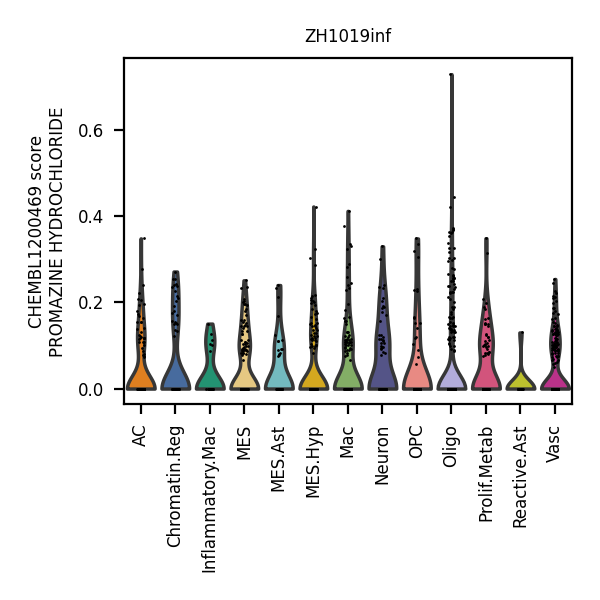 ZH1019inf
CHEMBL1200469 score
PROMAZINE HYDROCHLORIDE
0.6
0.4
0.2
0.0
AC
Chromatin.Reg
Inflammatory.Mac
MES
MES.Ast
MES.Hyp
Mac
Neuron
OPC
Oligo
Prolif.Metab
Reactive.Ast
Vasc